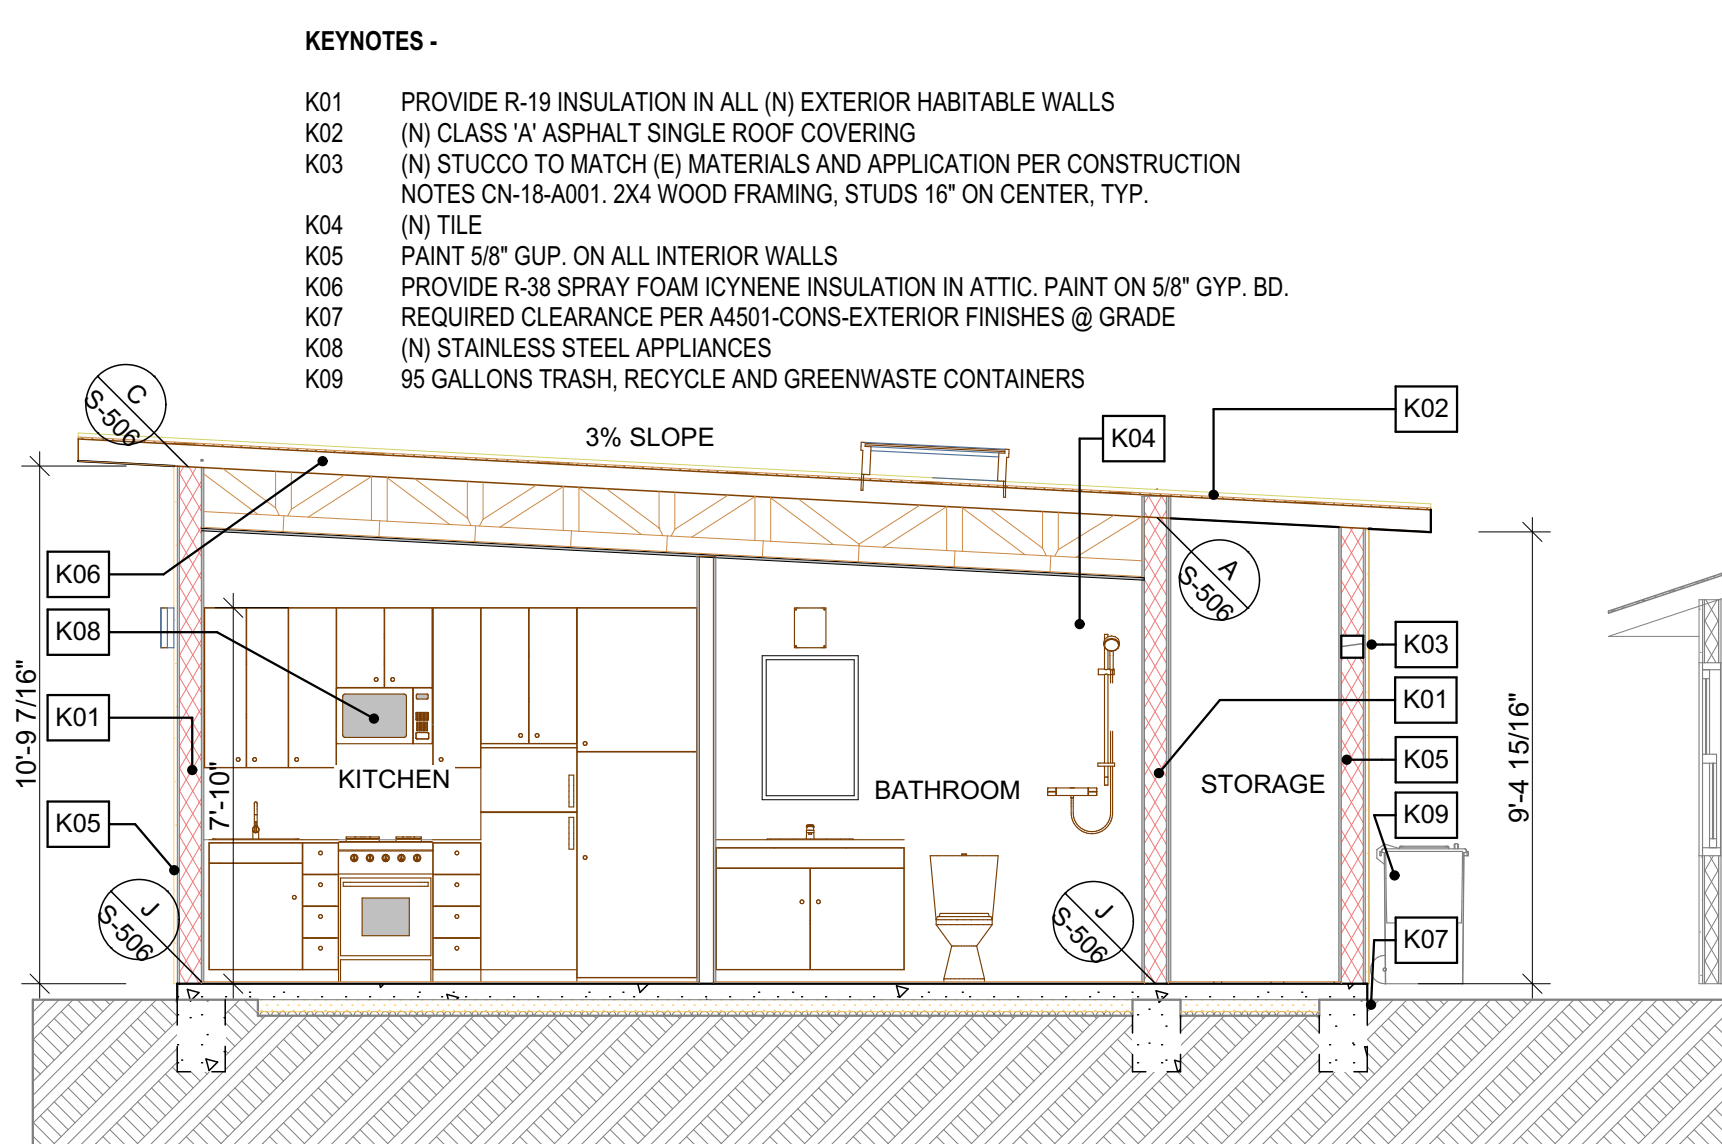 KEYNOTES -
K01 PROVIDE R-19 INSULATION IN ALL (N) EXTERIOR HABITABLE WALLS
K02 (N) CLASS 'A' ASPHALT SINGLE ROOF COVERING
K03 (N) STUCCO TO MATCH (E) MATERIALS AND APPLICATION PER CONSTRUCTION
NOTES CN-18-A001. 2X4 WOOD FRAMING, STUDS 16" ON CENTER, TYP.
K04 (N) TILE
K05 PAINT 5/8" GUP. ON ALL INTERIOR WALLS
K06 PROVIDE R-38 SPRAY FOAM ICYNENE INSULATION IN ATTIC. PAINT ON 5/8" GYP. BD.
K07 REQUIRED CLEARANCE PER A4501-CONS-EXTERIOR FINISHES @ GRADE
K08 (N) STAINLESS STEEL APPLIANCES
K09 95 GALLONS TRASH, RECYCLE AND GREENWASTE CONTAINERS
C
S-506
3% SLOPE
K04
K02
K06
K08
K01
K05
10'-9 7/16"
7'-10"
KITCHEN
BATHROOM
STORAGE
A
S-506
K03
K01
K05
K09
K07
9'-4 15/16"
J
S-506
J
S-506